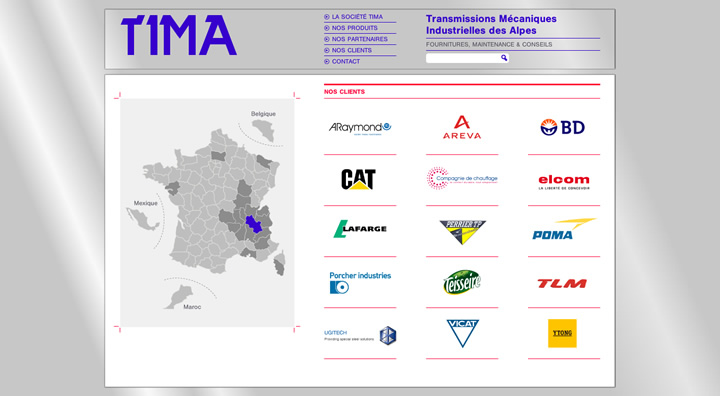 TIMA
LA SOCIÉTÉ TIMA
NOS PRODUITS
NOS PARTENAIRES
NOS CLIENTS
CONTACT
Transmissions Mécaniques
Industrielles des Alpes
FOURNITURES, MAINTENANCE & CONSEILS
NOS CLIENTS
Belgique
Mexique
Maroc
ARaymond
AREVA
BD
CAT
Compagnie de chauffage
elcom
LA LIBERTÉ DE CONCEVOIR
LAFARGE
PERRIER TP
POMA
Porcher industries
Teisseire
TLM
UGITECH
Providing special steel solutions
VICAT
YTONG